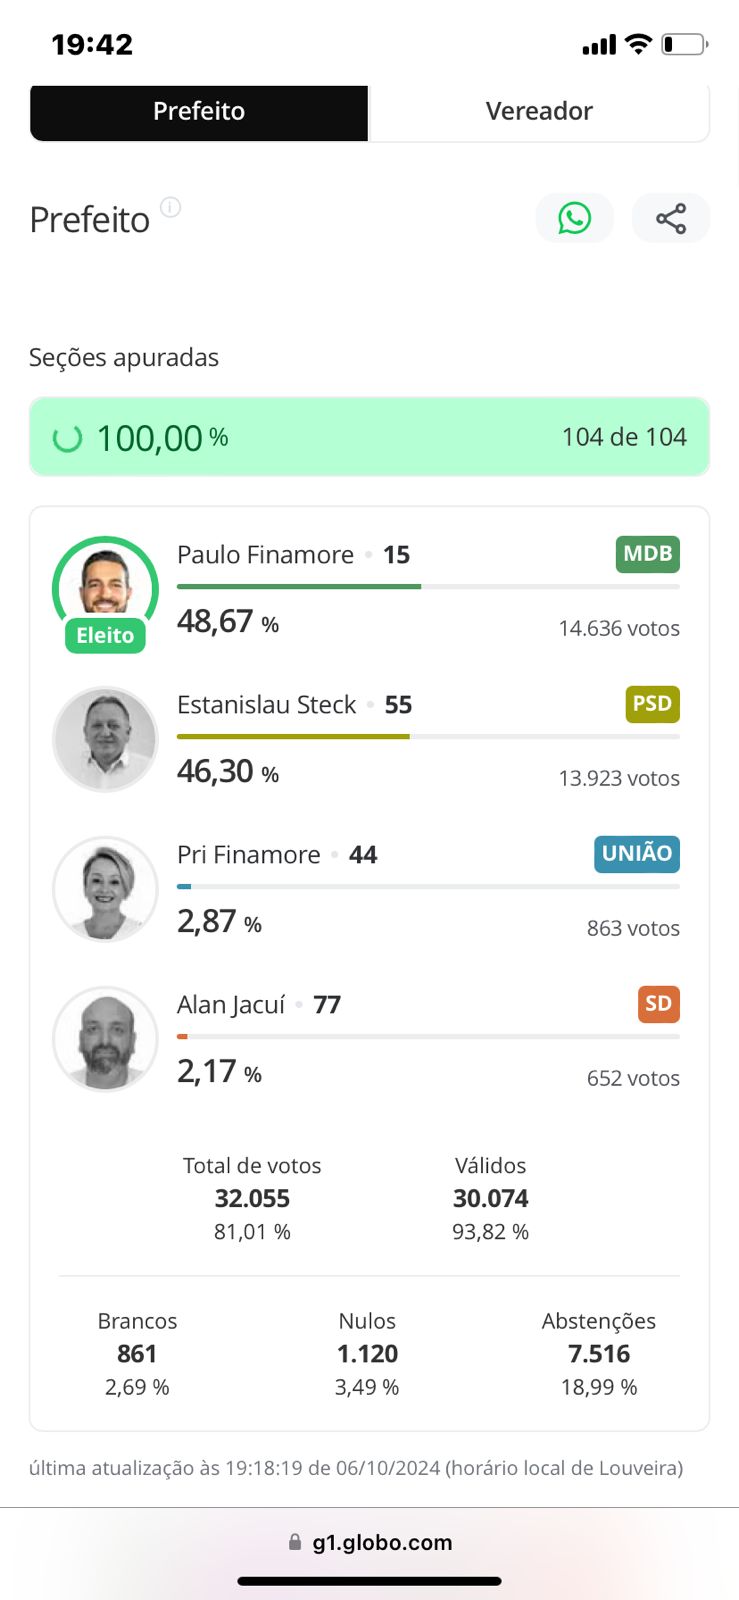 19:42
Prefeito
Vereador
Prefeito
Seções apuradas
100,00 %
104 de 104
Paulo Finamore • 15
MDB
48,67 %
14.636 votos
Eleito
Estanislau Steck • 55
PSD
46,30 %
13.923 votos
Pri Finamore • 44
UNIÃO
2,87 %
863 votos
Alan Jacuí • 77
SD
2,17 %
652 votos
Total de votos
32.055
81,01 %
Válidos
30.074
93,82 %
Brancos
861
2,69 %
Nulos
1.120
3,49 %
Abstenções
7.516
18,99 %
última atualização às 19:18:19 de 06/10/2024 (horário local de Louveira)
g1.globo.com